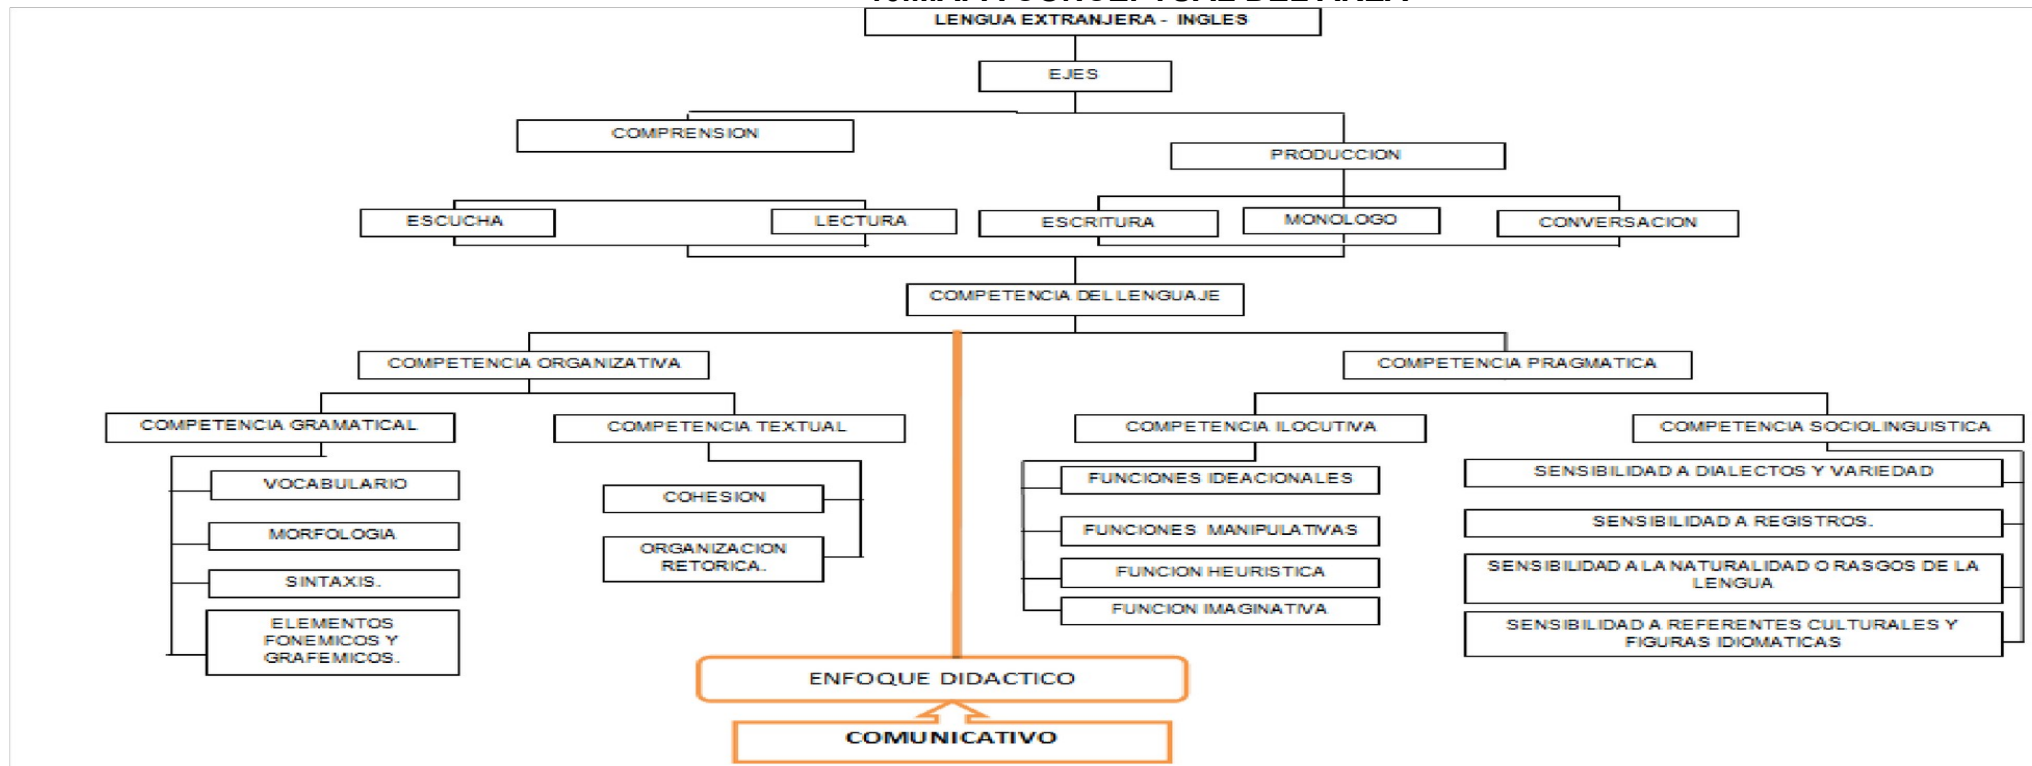 LENGUA EXTRANJERA - INGLES
EJES
COMPRENSION
PRODUCCION
ESCUCHA
LECTURA
ESCRITURA
MONOLOGO
CONVERSACION
COMPETENCIA DEL LENGUAJE
COMPETENCIA ORGANIZATIVA
COMPETENCIA PRAGMATICA
COMPETENCIA GRAMATICAL
COMPETENCIA TEXTUAL
COMPETENCIA ILOCUTIVA
COMPETENCIA SOCIOLINGUISTICA
VOCABULARIO
MORFOLOGIA
SINTAXIS.
ELEMENTOS
FONEMICOS Y
GRAFEMICOS.
COHESION
ORGANIZACION
RETORICA.
FUNCIONES IDEACIONALES
FUNCIONES MANIPULATIVAS
FUNCION HEURISTICA
FUNCION IMAGINATIVA
SENSIBILIDAD A DIALECTOS Y VARIEDAD
SENSIBILIDAD A REGISTROS.
SENSIBILIDAD A LA NATURALIDAD O RASGOS DE LA
LENGUA
SENSIBILIDAD A REFERENTES CULTURALES Y
FIGURAS IDIOMATICAS
ENFOQUE DIDACTICO
COMUNICATIVO